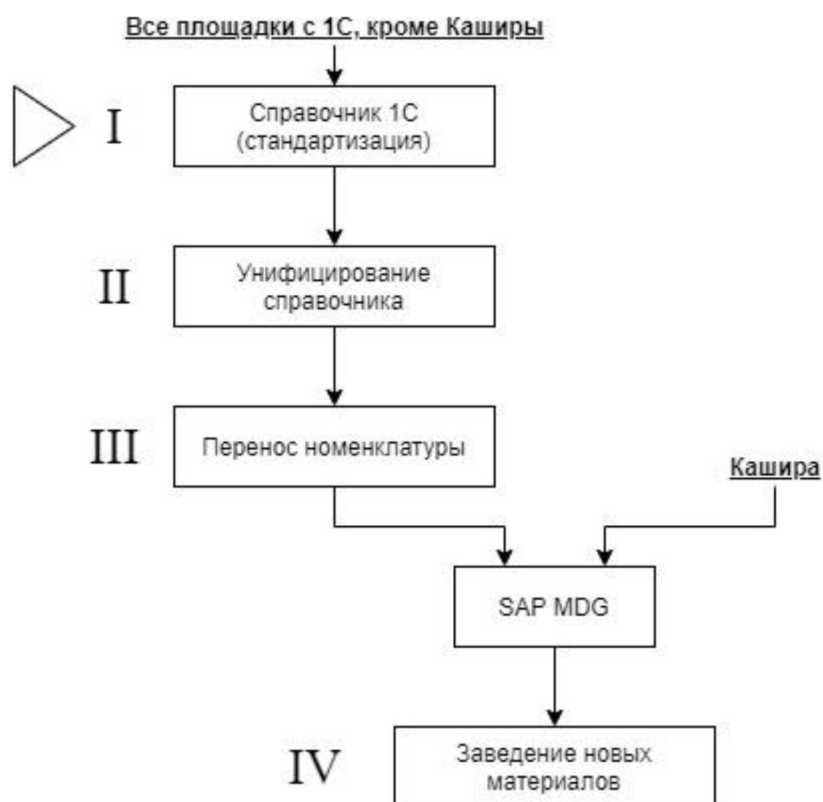 Все площадки с 1С, кроме Каширы
I
Справочник 1С
(стандартизация)
II
Унифицирование
справочника
III
Перенос номенклатуры
Кашира
SAP MDG
IV
Заведение новых
материалов